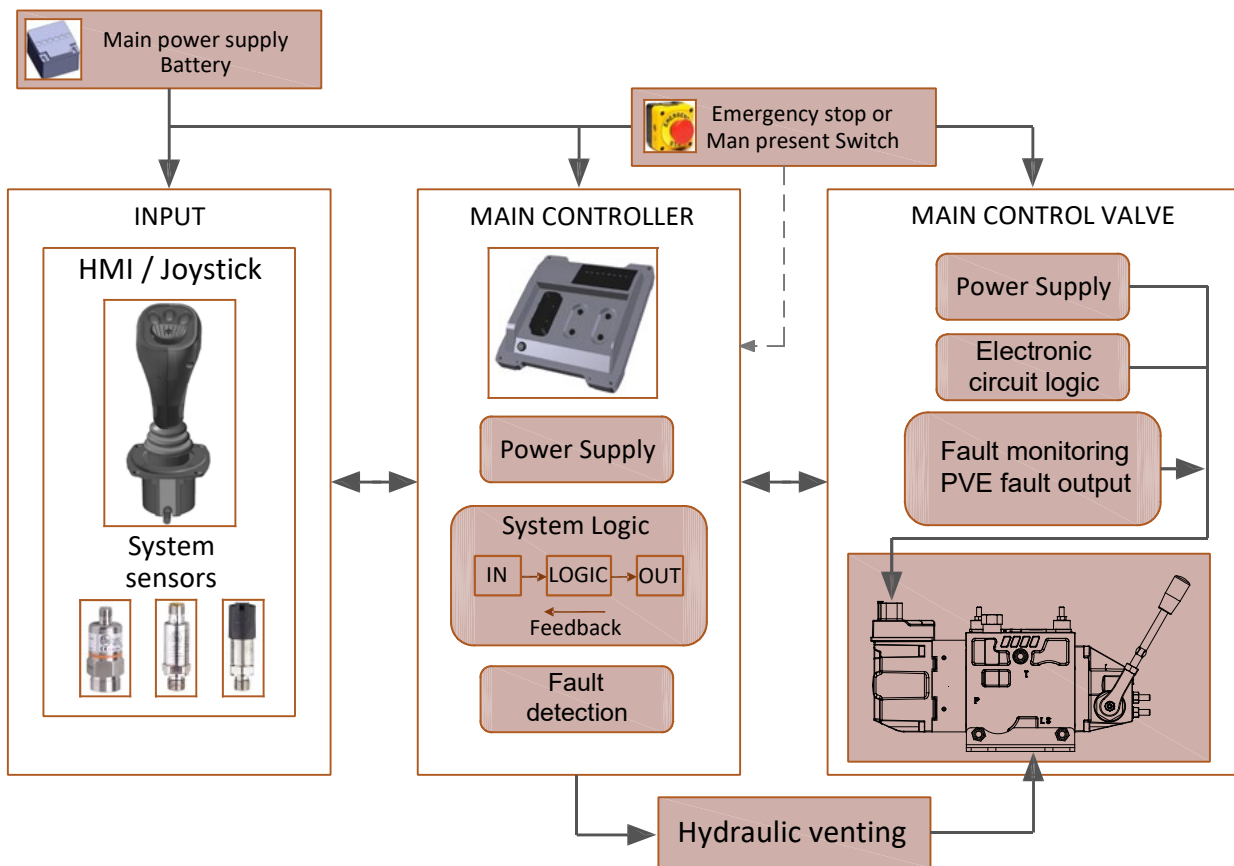 Main power supply
Battery
Emergency stop or
Man present Switch
INPUT
HMI / Joystick
System
sensors
MAIN CONTROLLER
Power Supply
System Logic
IN
LOGIC
OUT
Feedback
Fault
detection
MAIN CONTROL VALVE
Power Supply
Electronic
circuit logic
Fault monitoring
PVE fault output
T
P
LS
Hydraulic venting